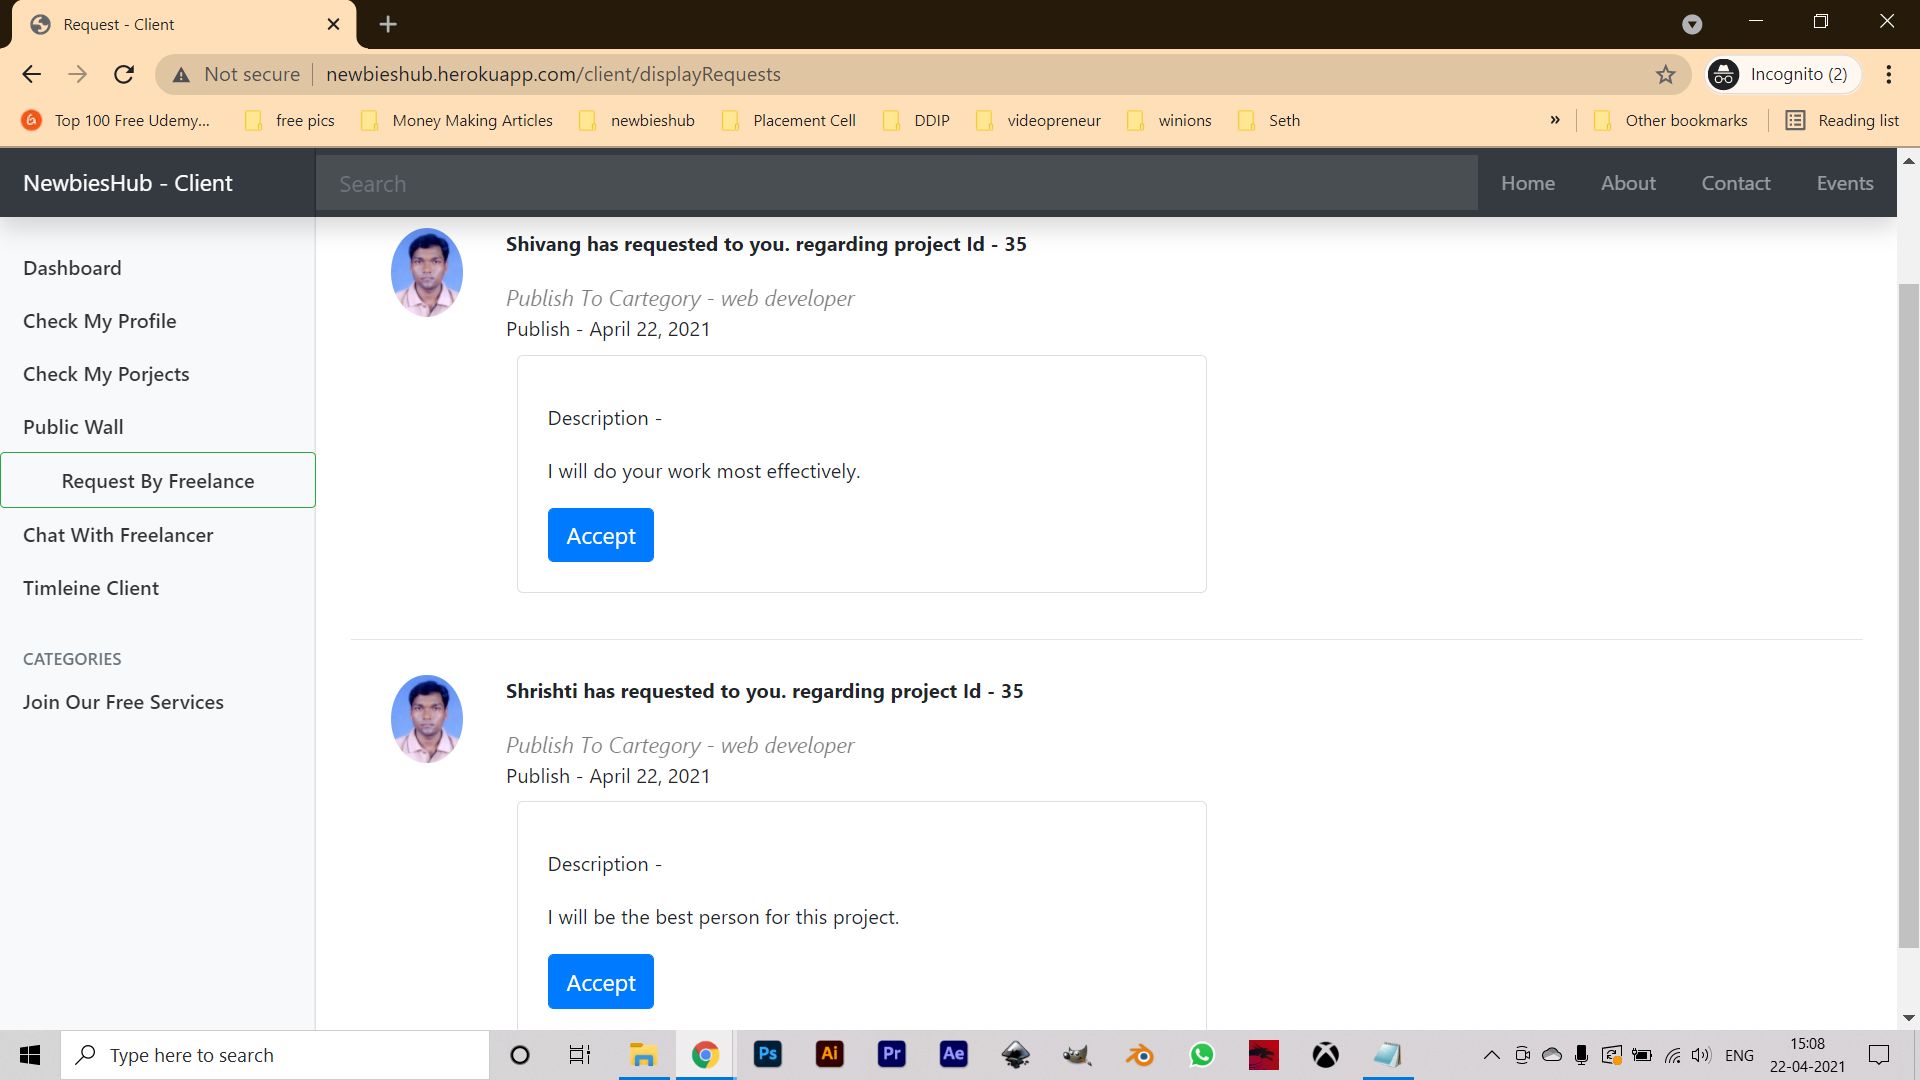 Request - Client
Not secure
newbieshub.herokuapp.com/client/displayRequests
Incognito (2)
Top 100 Free Udemy...
free pics
Money Making Articles
newbieshub
Placement Cell
DDIP
videopreneur
winions
Seth
»
Other bookmarks
Reading list
NewbiesHub - Client
Search
Home
About
Contact
Events
Dashboard
Check My Profile
Check My Porjects
Public Wall
Request By Freelance
Chat With Freelancer
Timleine Client
CATEGORIES
Join Our Free Services
Shivang has requested to you. regarding project Id - 35
Publish To Cartegory - web developer
Publish - April 22, 2021
Description -
I will do your work most effectively.
Accept
Shrishti has requested to you. regarding project Id - 35
Publish To Cartegory - web developer
Publish - April 22, 2021
Description -
I will be the best person for this project.
Accept
Type here to search
Ps
Ai
Pr
Ae
ENG
15:08
22-04-2021